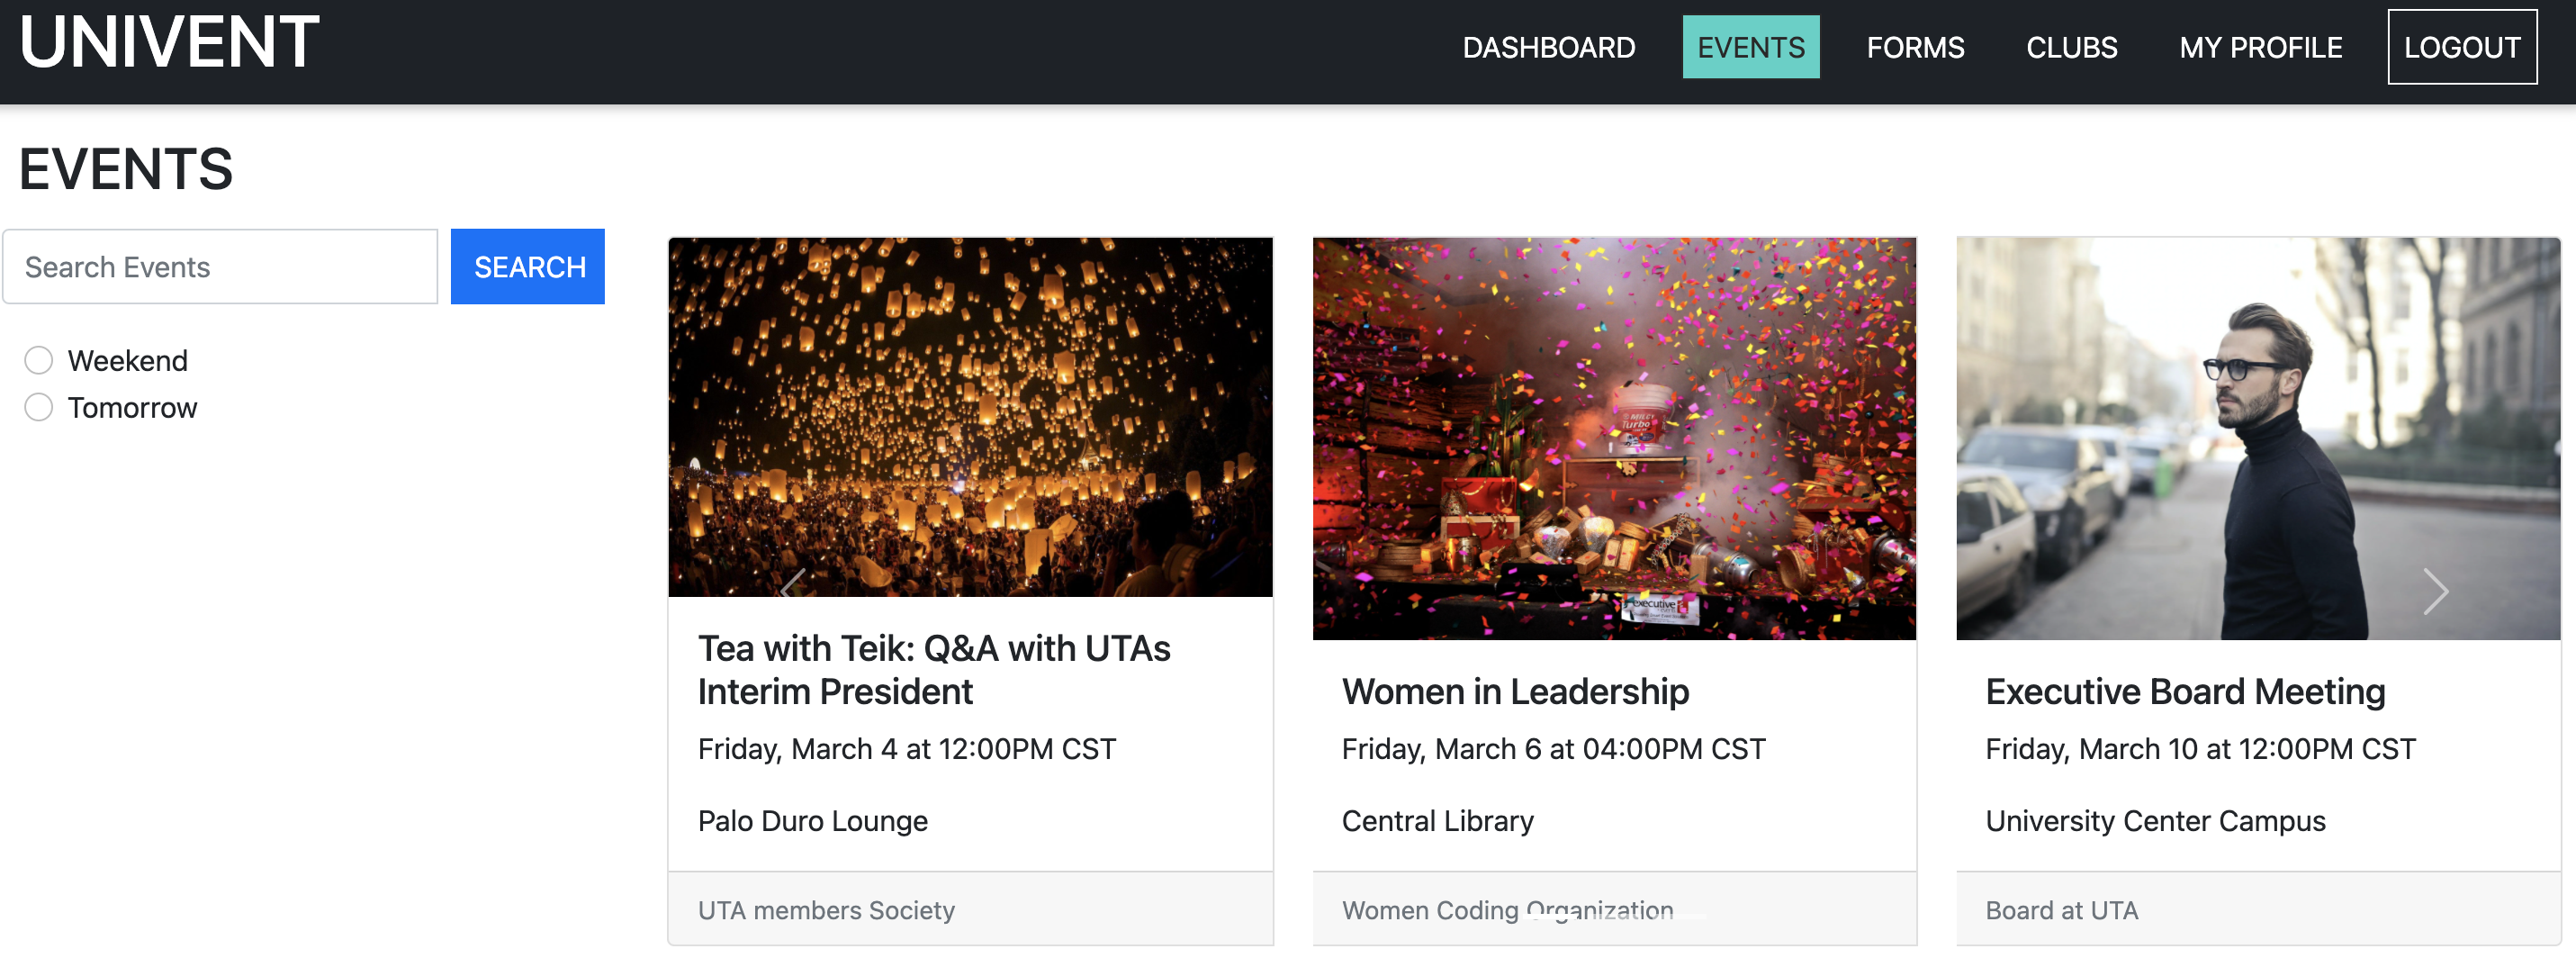 UNIVENT
DASHBOARD EVENTS FORMS CLUBS MY PROFILE LOGOUT
EVENTS
Search Events SEARCH
Weekend
Tomorrow
MILCY
Turbo
executive
Tea with Teik: Q&A with UTAs
Interim President
Friday, March 4 at 12:00PM CST
Palo Duro Lounge
UTA members Society
Women in Leadership
Friday, March 6 at 04:00PM CST
Central Library
Women Coding Organization
Executive Board Meeting
Friday, March 10 at 12:00PM CST
University Center Campus
Board at UTA